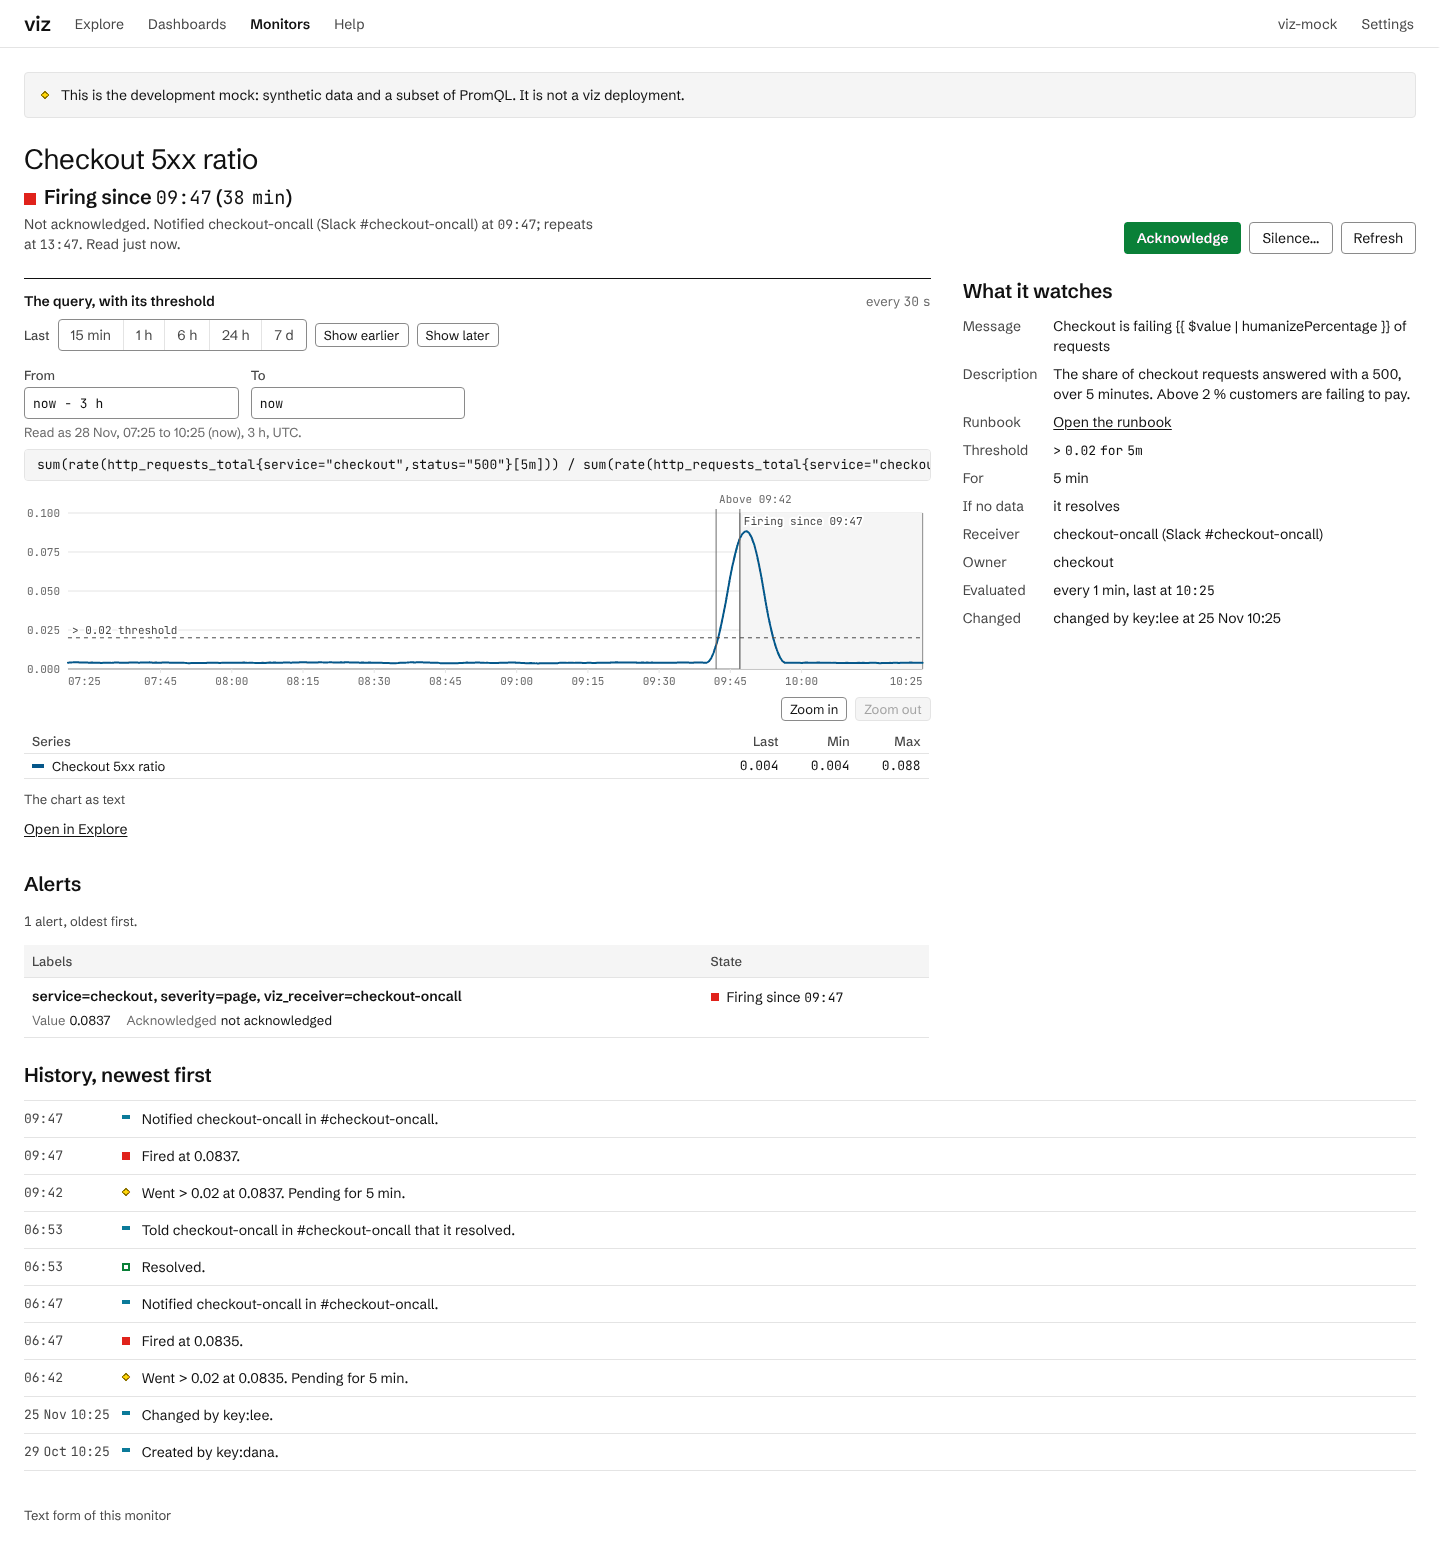 viz Explore Dashboards Monitors Help viz-mock Settings
This is the development mock: synthetic data and a subset of PromQL. It is not a viz deployment.
Checkout 5xx ratio
Firing since 09:47 (38 min)
Not acknowledged. Notified checkout-oncall (Slack #checkout-oncall) at 09:47; repeats
at 13:47. Read just now.
Acknowledge Silence... Refresh
The query, with its threshold every 30 s
Last 15 min 1 h 6 h 24 h 7 d Show earlier Show later
From To
now - 3 h now
Read as 28 Nov, 07:25 to 10:25 (now), 3 h, UTC.
sum(rate(http_requests_total{service="checkout",status="500"}[5m])) / sum(rate(http_requests_total{service="checkou
Above 09:42
Firing since 09:47
0.100
0.075
0.050
0.025
> 0.02 threshold
0.000
07:25 07:45 08:00 08:15 08:30 08:45 09:00 09:15 09:30 09:45 10:00 10:25
Zoom in Zoom out
Series Last Min Max
Checkout 5xx ratio 0.004 0.004 0.088
The chart as text
Open in Explore
What it watches
Message Checkout is failing {{ $value | humanizePercentage }} of
requests
Description The share of checkout requests answered with a 500,
over 5 minutes. Above 2 % customers are failing to pay.
Runbook Open the runbook
Threshold > 0.02 for 5m
For 5 min
If no data it resolves
Receiver checkout-oncall (Slack #checkout-oncall)
Owner checkout
Evaluated every 1 min, last at 10:25
Changed changed by key:lee at 25 Nov 10:25
Alerts
1 alert, oldest first.
Labels State
service=checkout, severity=page, viz_receiver=checkout-oncall Firing since 09:47
Value 0.0837 Acknowledged not acknowledged
History, newest first
09:47 Notified checkout-oncall in #checkout-oncall.
09:47 Fired at 0.0837.
09:42 Went > 0.02 at 0.0837. Pending for 5 min.
06:53 Told checkout-oncall in #checkout-oncall that it resolved.
06:53 Resolved.
06:47 Notified checkout-oncall in #checkout-oncall.
06:47 Fired at 0.0835.
06:42 Went > 0.02 at 0.0835. Pending for 5 min.
25 Nov 10:25 Changed by key:lee.
29 Oct 10:25 Created by key:dana.
Text form of this monitor